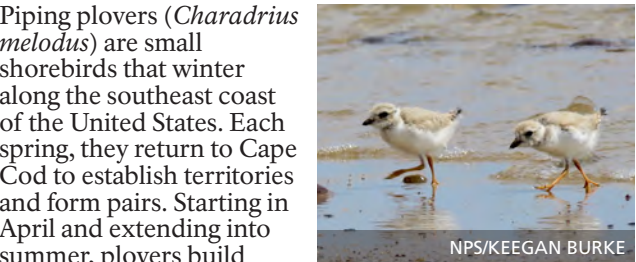 Piping plovers (Charadrius
melodus) are small
shorebirds that winter
along the southeast coast
of the United States. Each
spring, they return to Cape
Cod to establish territories
and form pairs. Starting in
April and extending into
summer, plovers build
NPS/KEEGAN BURKE